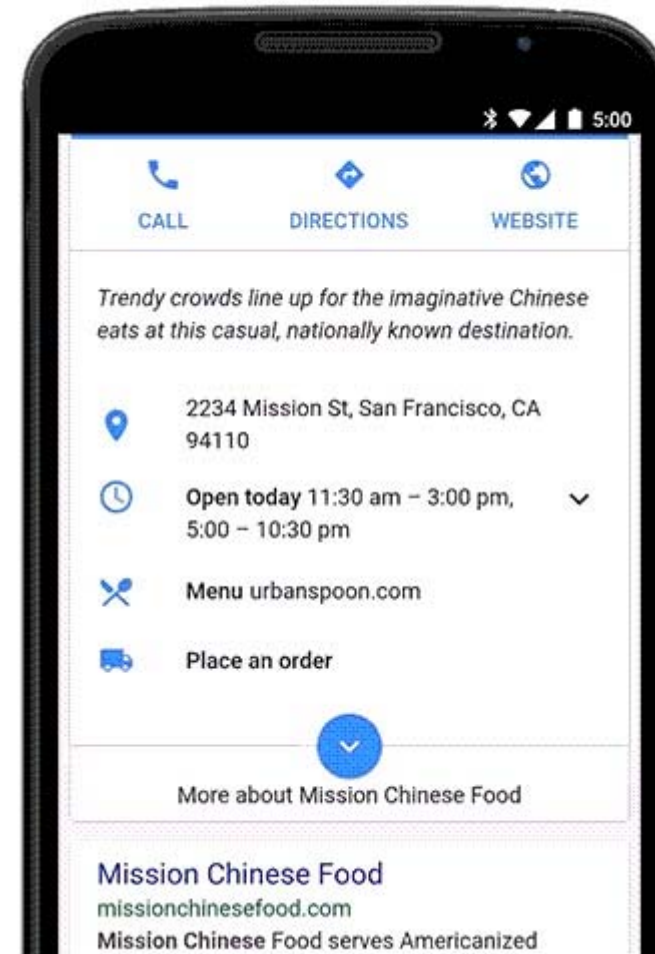 5:00
CALL DIRECTIONS WEBSITE
Trendy crowds line up for the imaginative Chinese
eats at this casual, nationally known destination.
2234 Mission St, San Francisco, CA
94110
Open today 11:30 am – 3:00 pm,
5:00 – 10:30 pm
Menu urbanspoon.com
Place an order
More about Mission Chinese Food
Mission Chinese Food
missionchinesefood.com
Mission Chinese Food serves Americanized